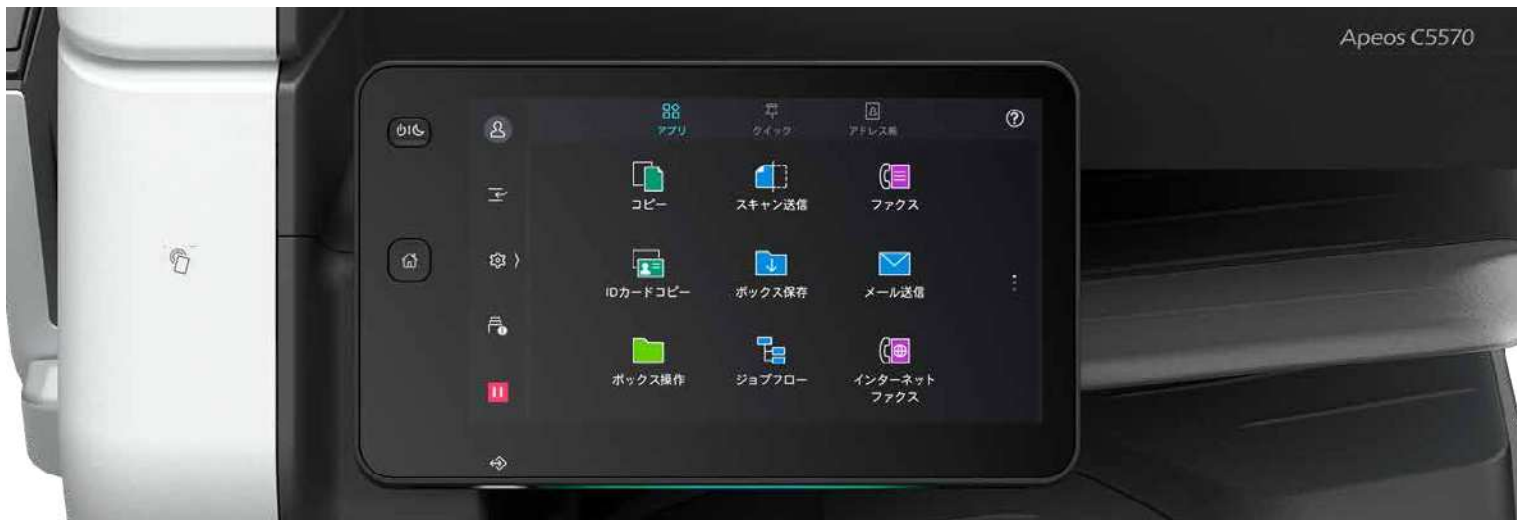 Apeos C5570
アプリ
クイック
アドレス帳
コピー
スキャン送信
ファクス
IDカードコピー
ボックス保存
メール送信
ボックス操作
ジョブフロー
インターネット
ファクス